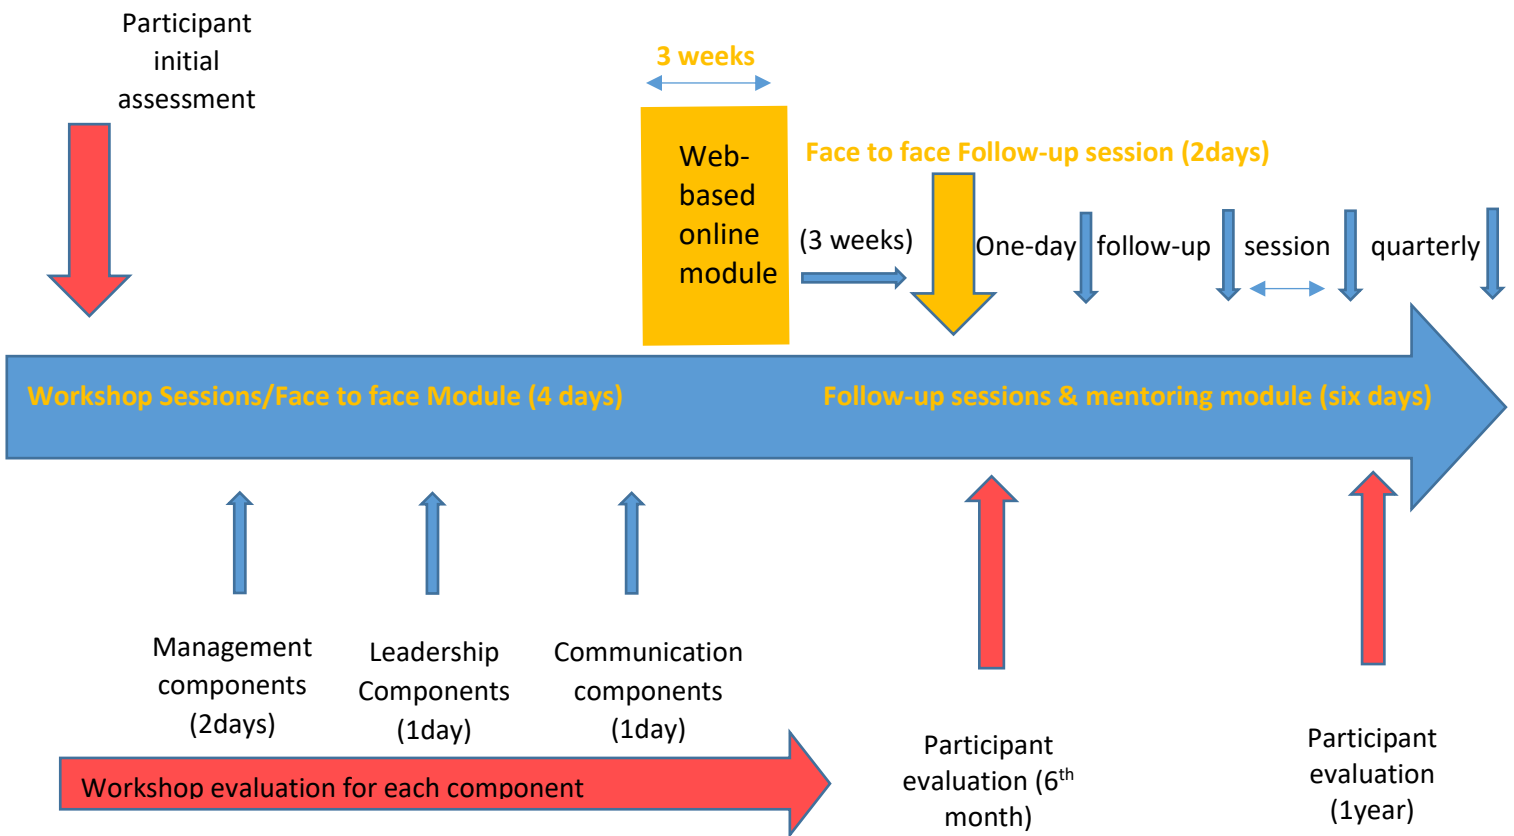 Participant
initial
assessment
3 weeks
Web-
based
online
module
Face to face Follow-up session (2days)
(3 weeks)
One-day
follow-up
session
quarterly
Workshop Sessions/Face to face Module (4 days)
Follow-up sessions & mentoring module (six days)
Management
components
(2days)
Leadership
Components
(1day)
Communication
components
(1day)
Workshop evaluation for each component
Participant
evaluation (6th
month)
Participant
evaluation
(1year)